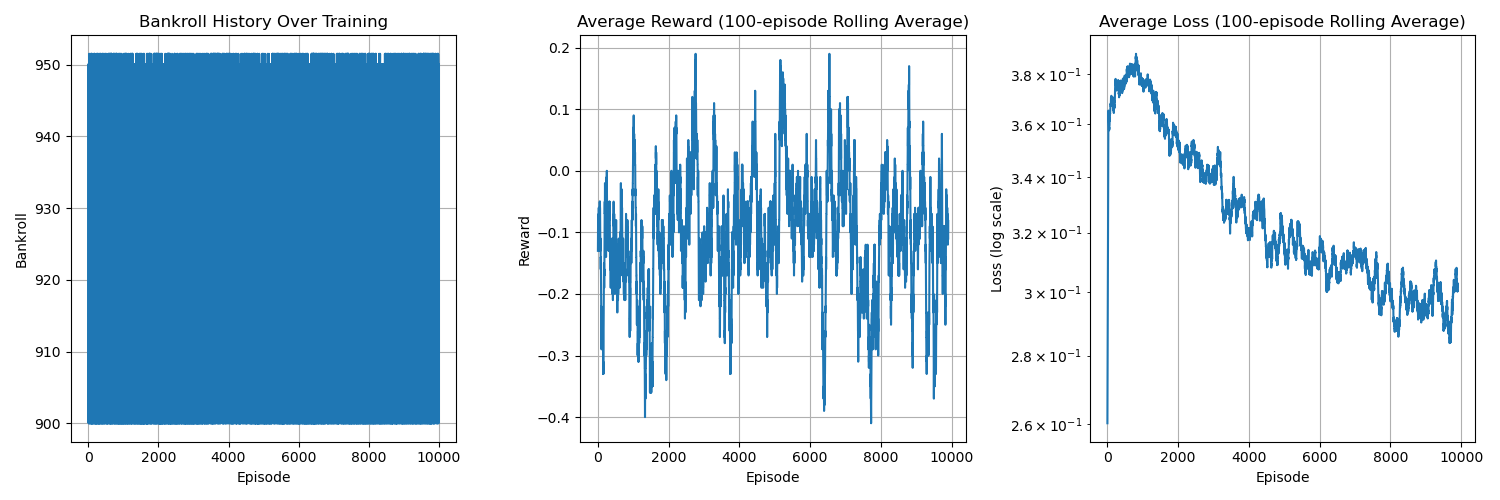 Bankroll History Over Training
950
940
930
920
910
900
Bankroll
0 2000 4000 6000 8000 10000
Episode
Average Reward (100-episode Rolling Average)
0.2
0.1
0.0
−0.1
−0.2
−0.3
−0.4
Reward
0 2000 4000 6000 8000 10000
Episode
Average Loss (100-episode Rolling Average)
3.8 × 10⁻¹
3.6 × 10⁻¹
3.4 × 10⁻¹
3.2 × 10⁻¹
3 × 10⁻¹
2.8 × 10⁻¹
2.6 × 10⁻¹
Loss (log scale)
0 2000 4000 6000 8000 10000
Episode